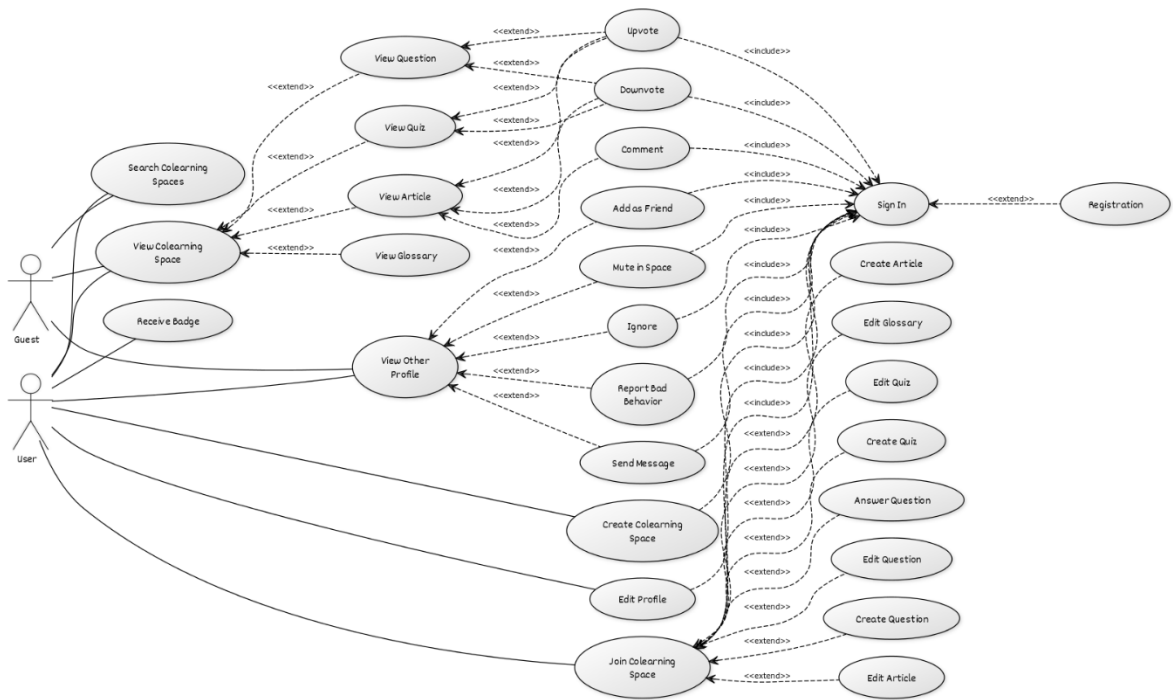 <<extend>>
Upvote
View Question
<<include>>
<<extend>>
<<extend>>
Downvote
<<extend>>
<<include>>
View Quiz
<<extend>>
<<extend>>
Comment
<<include>>
Search Colearning
Spaces
<<extend>>
<<include>>
View Article
<<extend>>
Add as Friend
<<include>>
Sign In
<<extend>>
Registration
<<extend>>
View Colearning
Space
<<extend>>
View Glossary
<<extend>>
Mute in Space
<<include>>
Create Article
<<include>>
<<extend>>
Receive Badge
Ignore
<<include>>
Edit Glossary
Guest
<<extend>>
View Other
Profile
<<include>>
<<extend>>
Report Bad
Behavior
<<include>>
Edit Quiz
<<extend>>
<<include>>
User
Send Message
<<extend>>
Create Quiz
<<extend>>
Answer Question
<<extend>>
Create Colearning
Space
<<extend>>
Edit Question
<<extend>>
Edit Profile
<<extend>>
Create Question
<<extend>>
Join Colearning
Space
<<extend>>
Edit Article